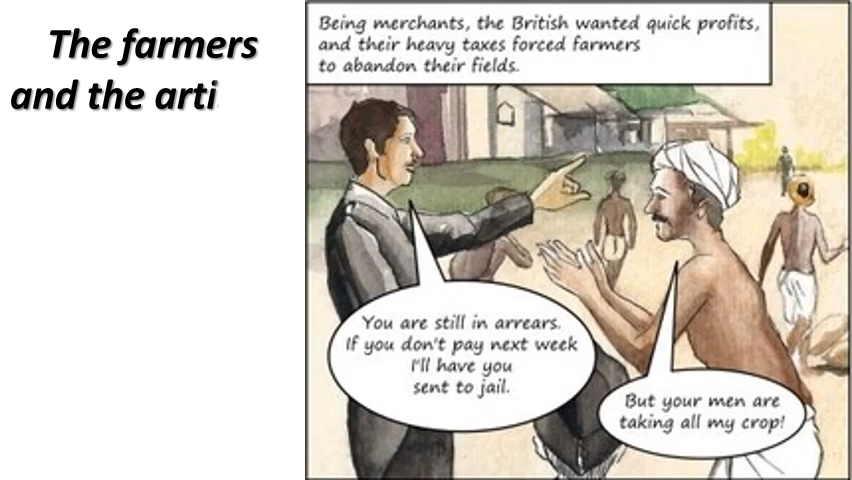 The farmers
and the arti
Being merchants, the British wanted quick profits,
and their heavy taxes forced farmers
to abandon their fields.
You are still in arrears.
If you don't pay next week
I'll have you
sent to jail.
But your men are
taking all my crop!